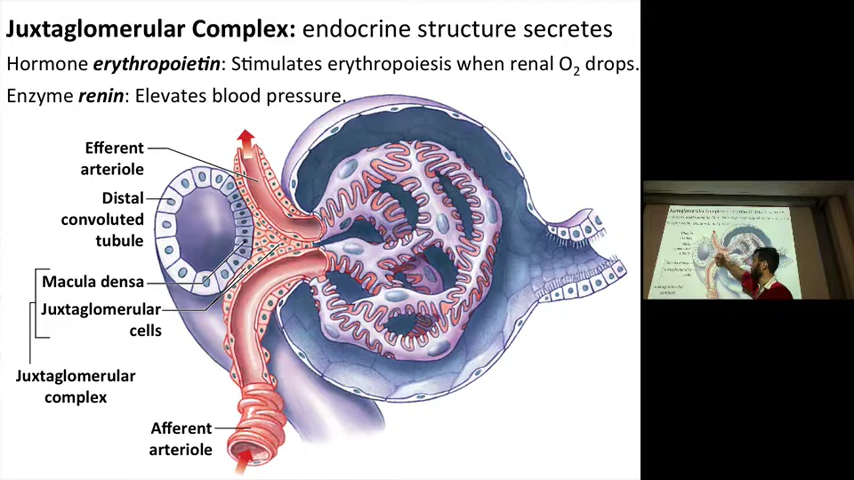 Juxtaglomerular Complex: endocrine structure secretes
Hormone erythropoietin: Stimulates erythropoiesis when renal O2 drops.
Enzyme renin: Elevates blood pressure.
Efferent
arteriole
Distal
convoluted
tubule
Macula densa
Juxtaglomerular
cells
Juxtaglomerular
complex
Afferent
arteriole